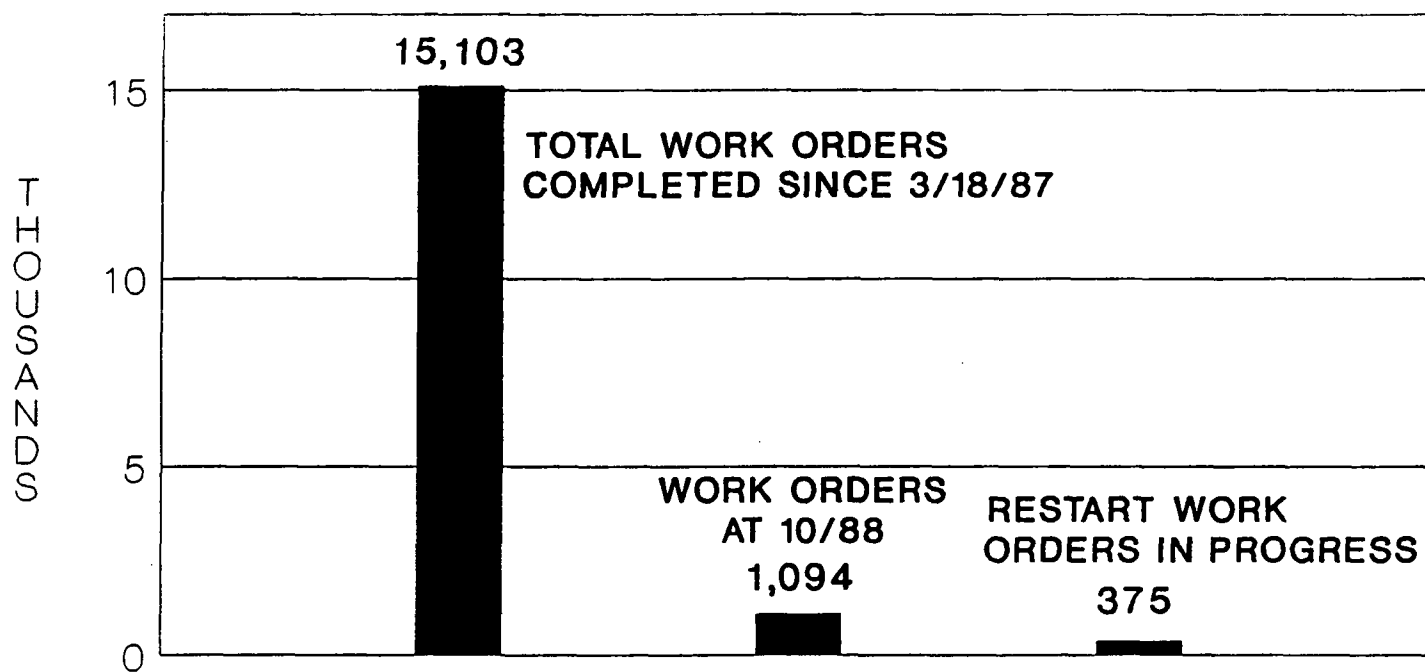 15,103
15
TOTAL WORK ORDERS
COMPLETED SINCE 3/18/87
THOUSANDS
10
5
WORK ORDERS
AT 10/88
1,094
RESTART WORK
ORDERS IN PROGRESS
375
0